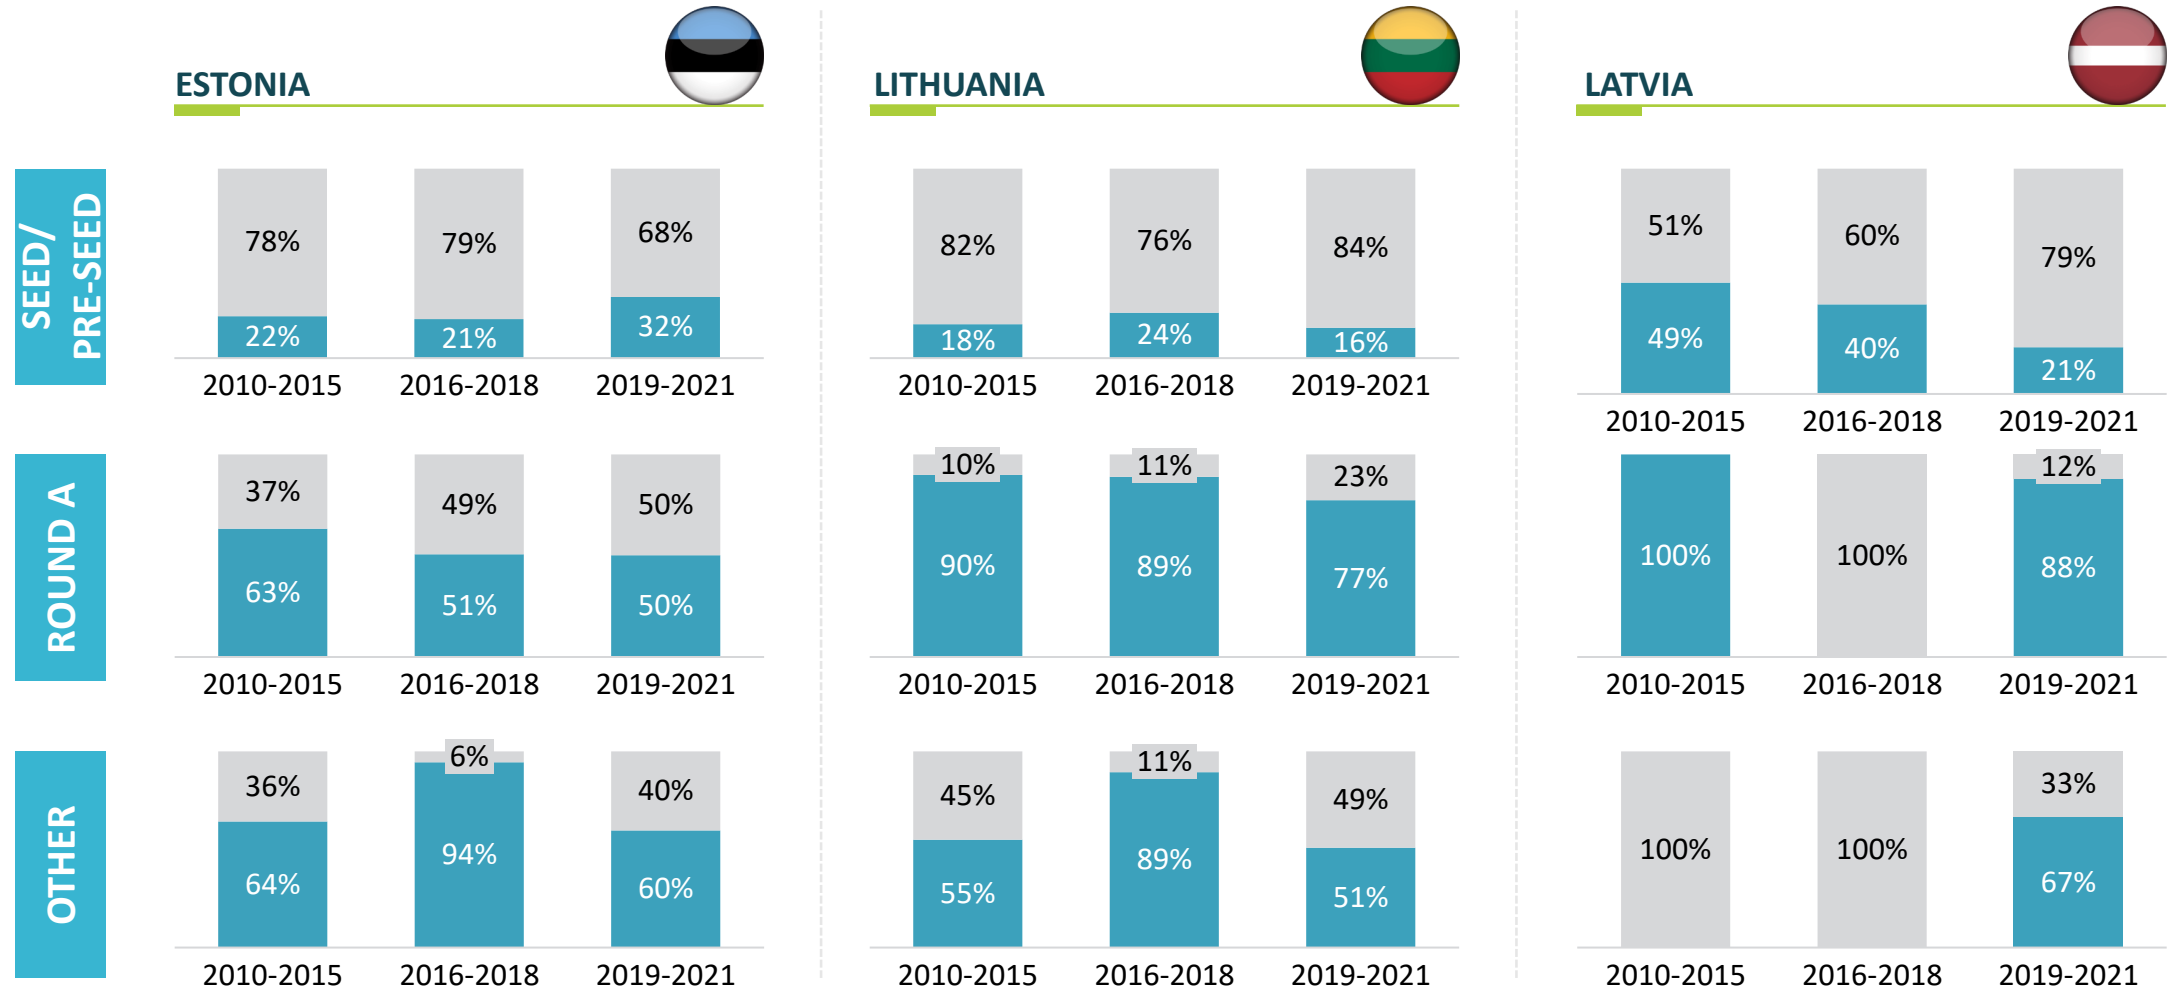 ESTONIA
LITHUANIA
LATVIA
SEED/
PRE-SEED
78% 79% 68%
22% 21% 32%
2010-2015 2016-2018 2019-2021
82% 76% 84%
18% 24% 16%
2010-2015 2016-2018 2019-2021
51% 60% 79%
49% 40% 21%
2010-2015 2016-2018 2019-2021
ROUND A
37% 49% 50%
63% 51% 50%
2010-2015 2016-2018 2019-2021
10% 11% 23%
90% 89% 77%
2010-2015 2016-2018 2019-2021
12%
100% 100% 88%
2010-2015 2016-2018 2019-2021
OTHER
36% 6% 40%
64% 94% 60%
2010-2015 2016-2018 2019-2021
45% 11% 49%
55% 89% 51%
2010-2015 2016-2018 2019-2021
33%
100% 100% 67%
2010-2015 2016-2018 2019-2021